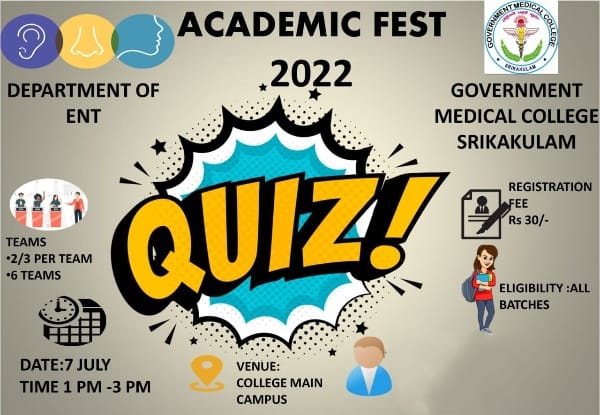 ACADEMIC FEST
2022
DEPARTMENT OF
ENT
GOVERNMENT MEDICAL COLLEGE
SRIKAKULAM
GOVERNMENT
MEDICAL COLLEGE
SRIKAKULAM
QUIZ!
TEAMS
•2/3 PER TEAM
•6 TEAMS
REGISTRATION
FEE
Rs 30/-
ELIGIBILITY :ALL
BATCHES
DATE:7 JULY
TIME 1 PM -3 PM
VENUE:
COLLEGE MAIN
CAMPUS